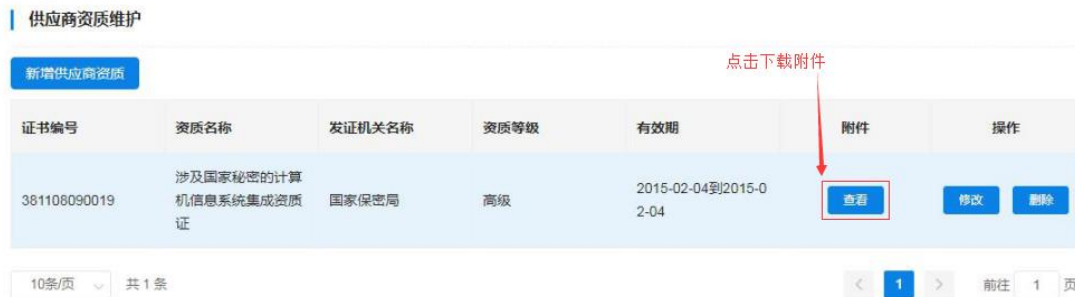 供应商资质维护
点击下载附件
新增供应商资质
证书编号 资质名称 发证机关名称 资质等级 有效期 附件 操作
涉及国家秘密的计算
381108090019 机信息系统集成资质 国家保密局 高级 2015-02-04到2015-0 查看 修改 删除
证 2-04
10条/页 共 1 条 < 1 > 前往 1 页